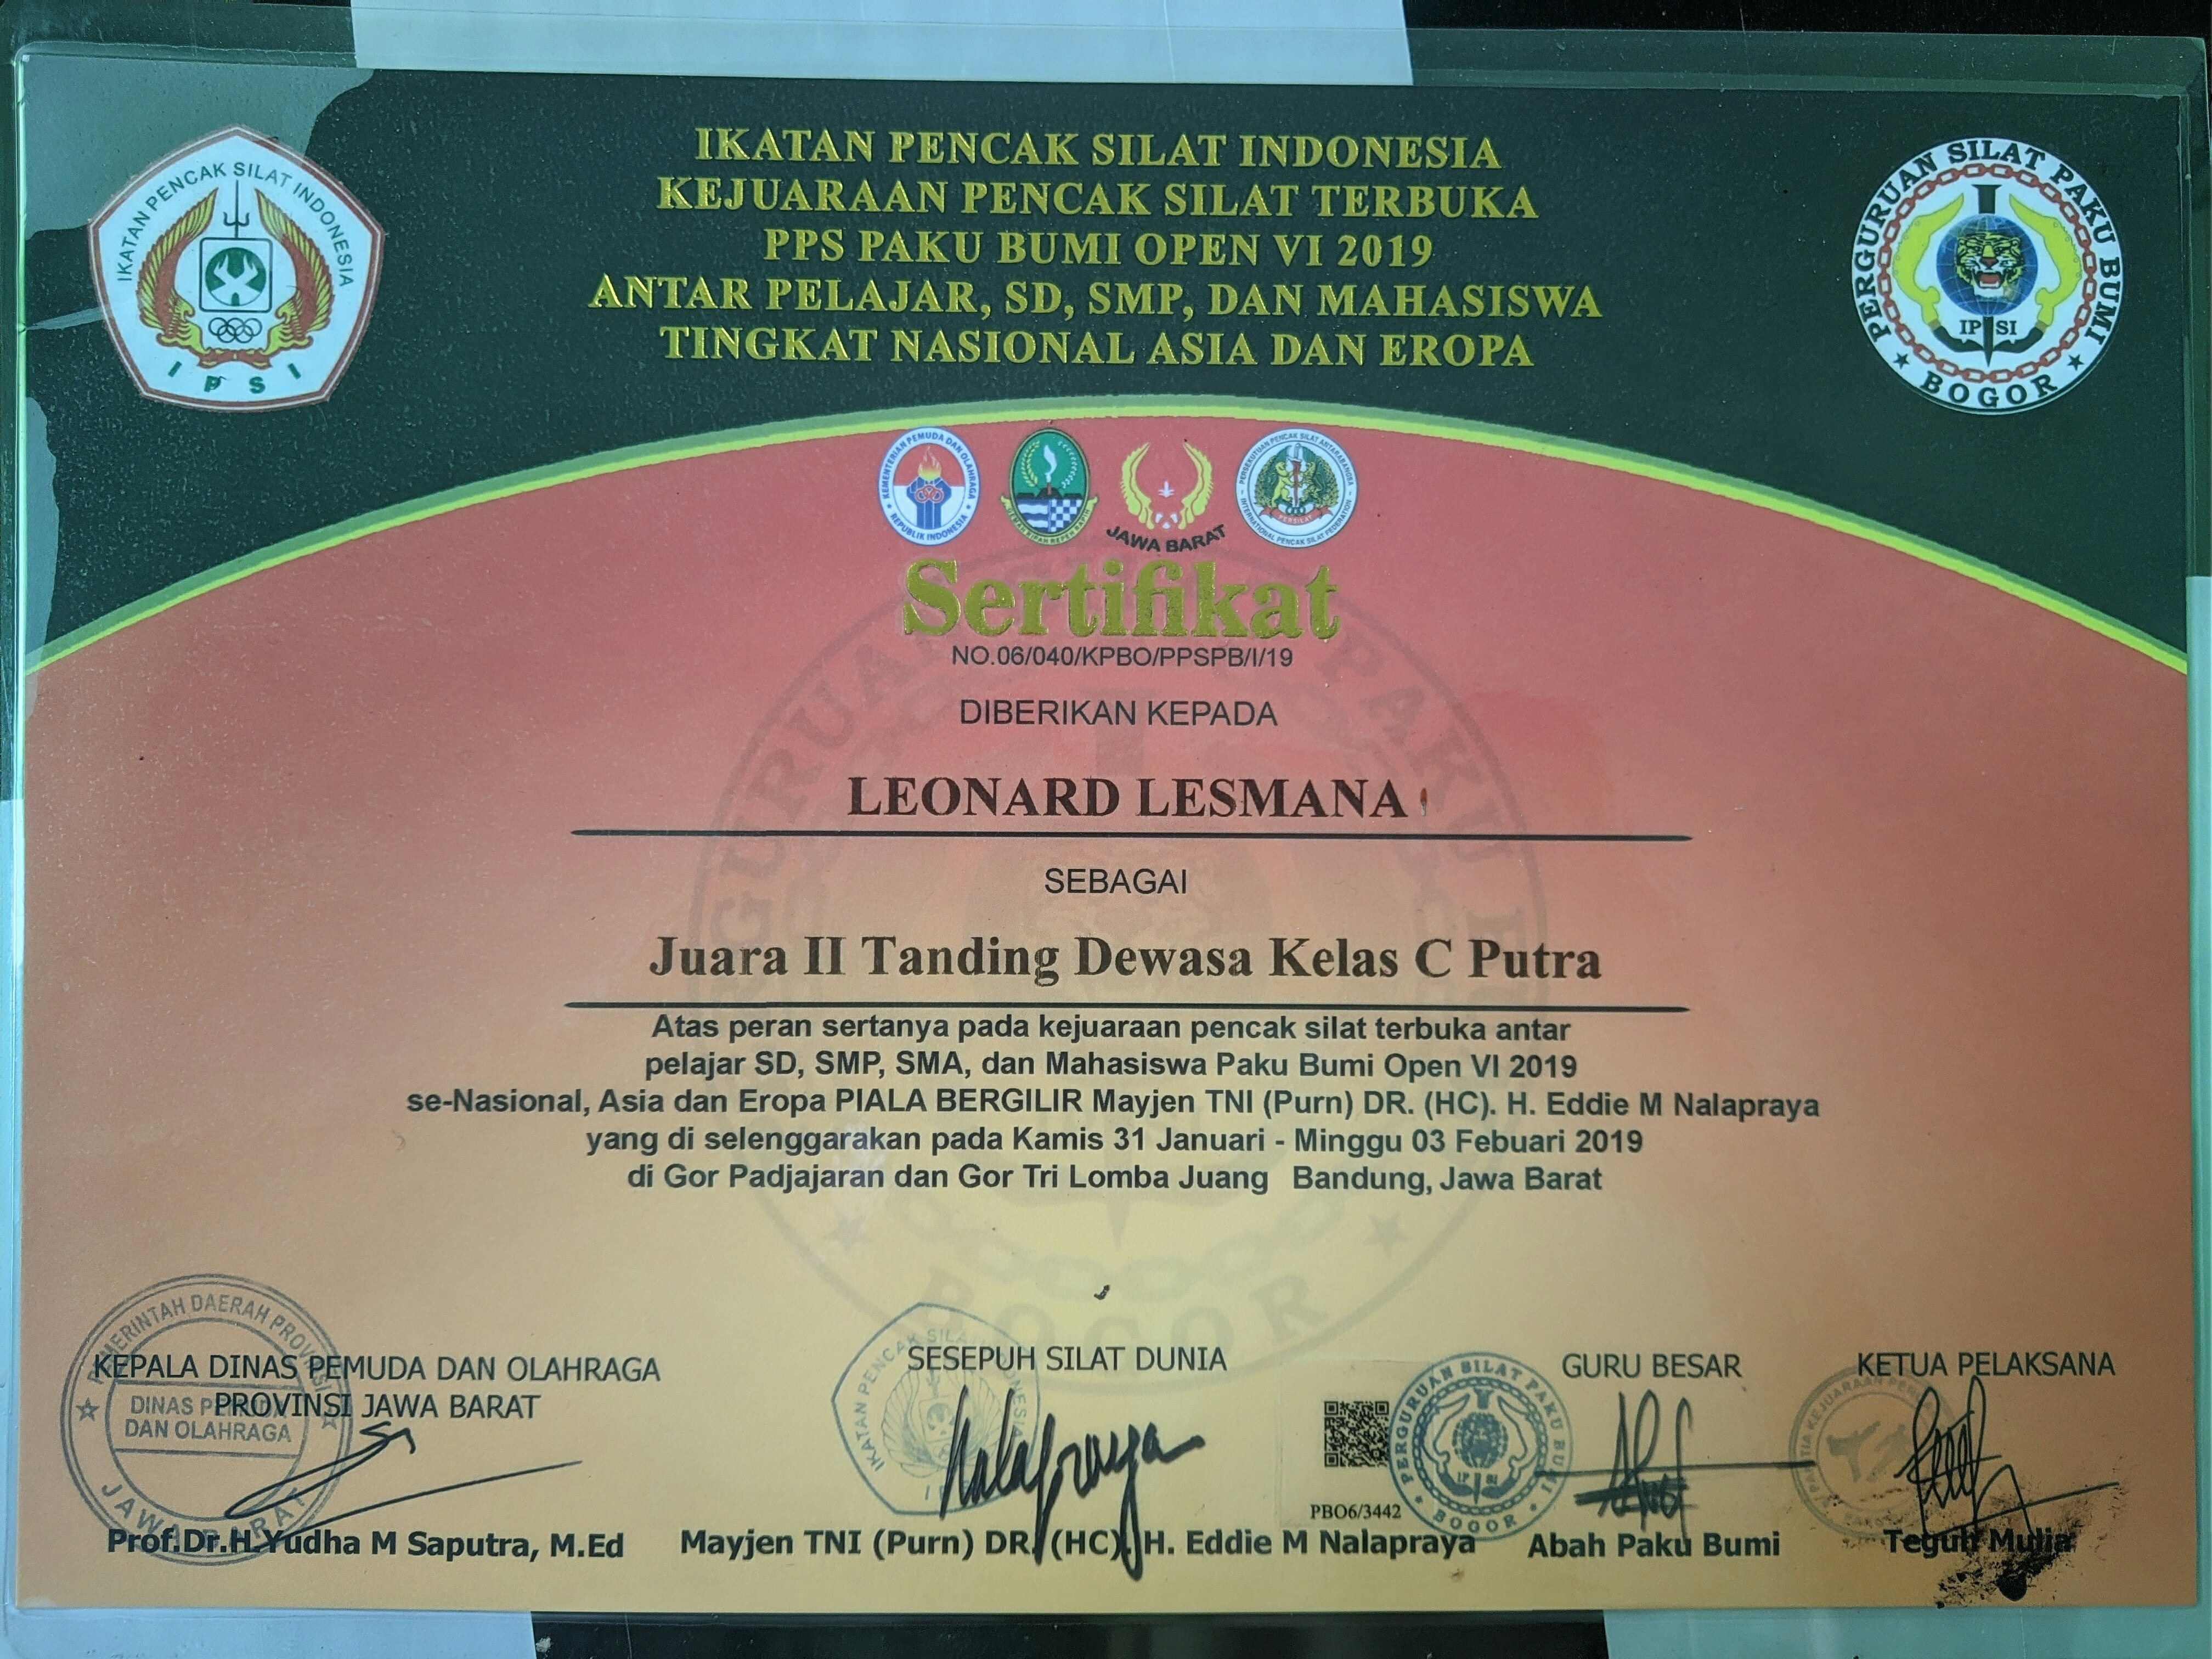 IKATAN PENCAK SILAT INDONESIA
KEJUARAAN PENCAK SILAT TERBUKA
PPS PAKU BUMI OPEN VI 2019
ANTAR PELAJAR, SD, SMP, DAN MAHASISWA
TINGKAT NASIONAL ASIA DAN EROPA
IKATAN PENCAK SILAT INDONESIA
IPSI
PERGURUAN SILAT PAKU BUMI
IPSI
BOGOR
KEMENTERIAN PEMUDA DAN OLAHRAGA
REPUBLIK INDONESIA
JAWA BARAT
PERSEKUTUAN PENCAK SILAT ANTARABANGSA
PERSILAT
INTERNATIONAL PENCAK SILAT FEDERATION
Sertifikat
NO.06/040/KPBO/PPSPB/I/19
DIBERIKAN KEPADA
LEONARD LESMANA
SEBAGAI
Juara II Tanding Dewasa Kelas C Putra
Atas peran sertanya pada kejuaraan pencak silat terbuka antar
pelajar SD, SMP, SMA, dan Mahasiswa Paku Bumi Open VI 2019
se-Nasional, Asia dan Eropa PIALA BERGILIR Mayjen TNI (Purn) DR. (HC). H. Eddie M Nalapraya
yang di selenggarakan pada Kamis 31 Januari - Minggu 03 Febuari 2019
di Gor Padjajaran dan Gor Tri Lomba Juang Bandung, Jawa Barat
KEPALA DINAS PEMUDA DAN OLAHRAGA
PROVINSI JAWA BARAT
PEMERINTAH DAERAH PROVINSI
DINAS PEMUDA
DAN OLAHRAGA
JAWA BARAT
Prof.Dr.H.Yudha M Saputra, M.Ed
SESEPUH SILAT DUNIA
IKATAN PENCAK SILAT INDONESIA
Nalapraya
Mayjen TNI (Purn) DR. (HC). H. Eddie M Nalapraya
PBO6/3442
PERGURUAN SILAT PAKU BUMI
IPSI
BOGOR
GURU BESAR
Abah Paku Bumi
KETUA PELAKSANA
Teguh Mulia